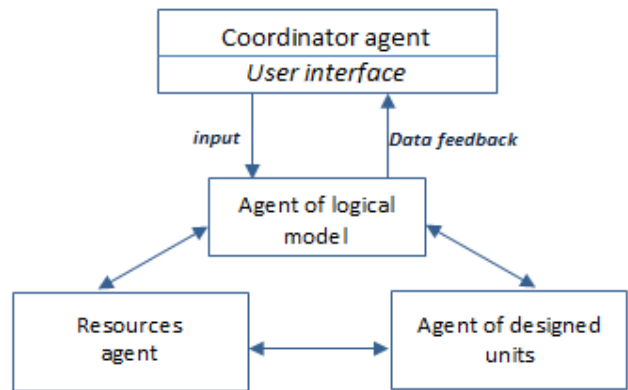 Coordinator agent
User interface
input
Data feedback
Agent of logical
model
Resources
agent
Agent of designed
units